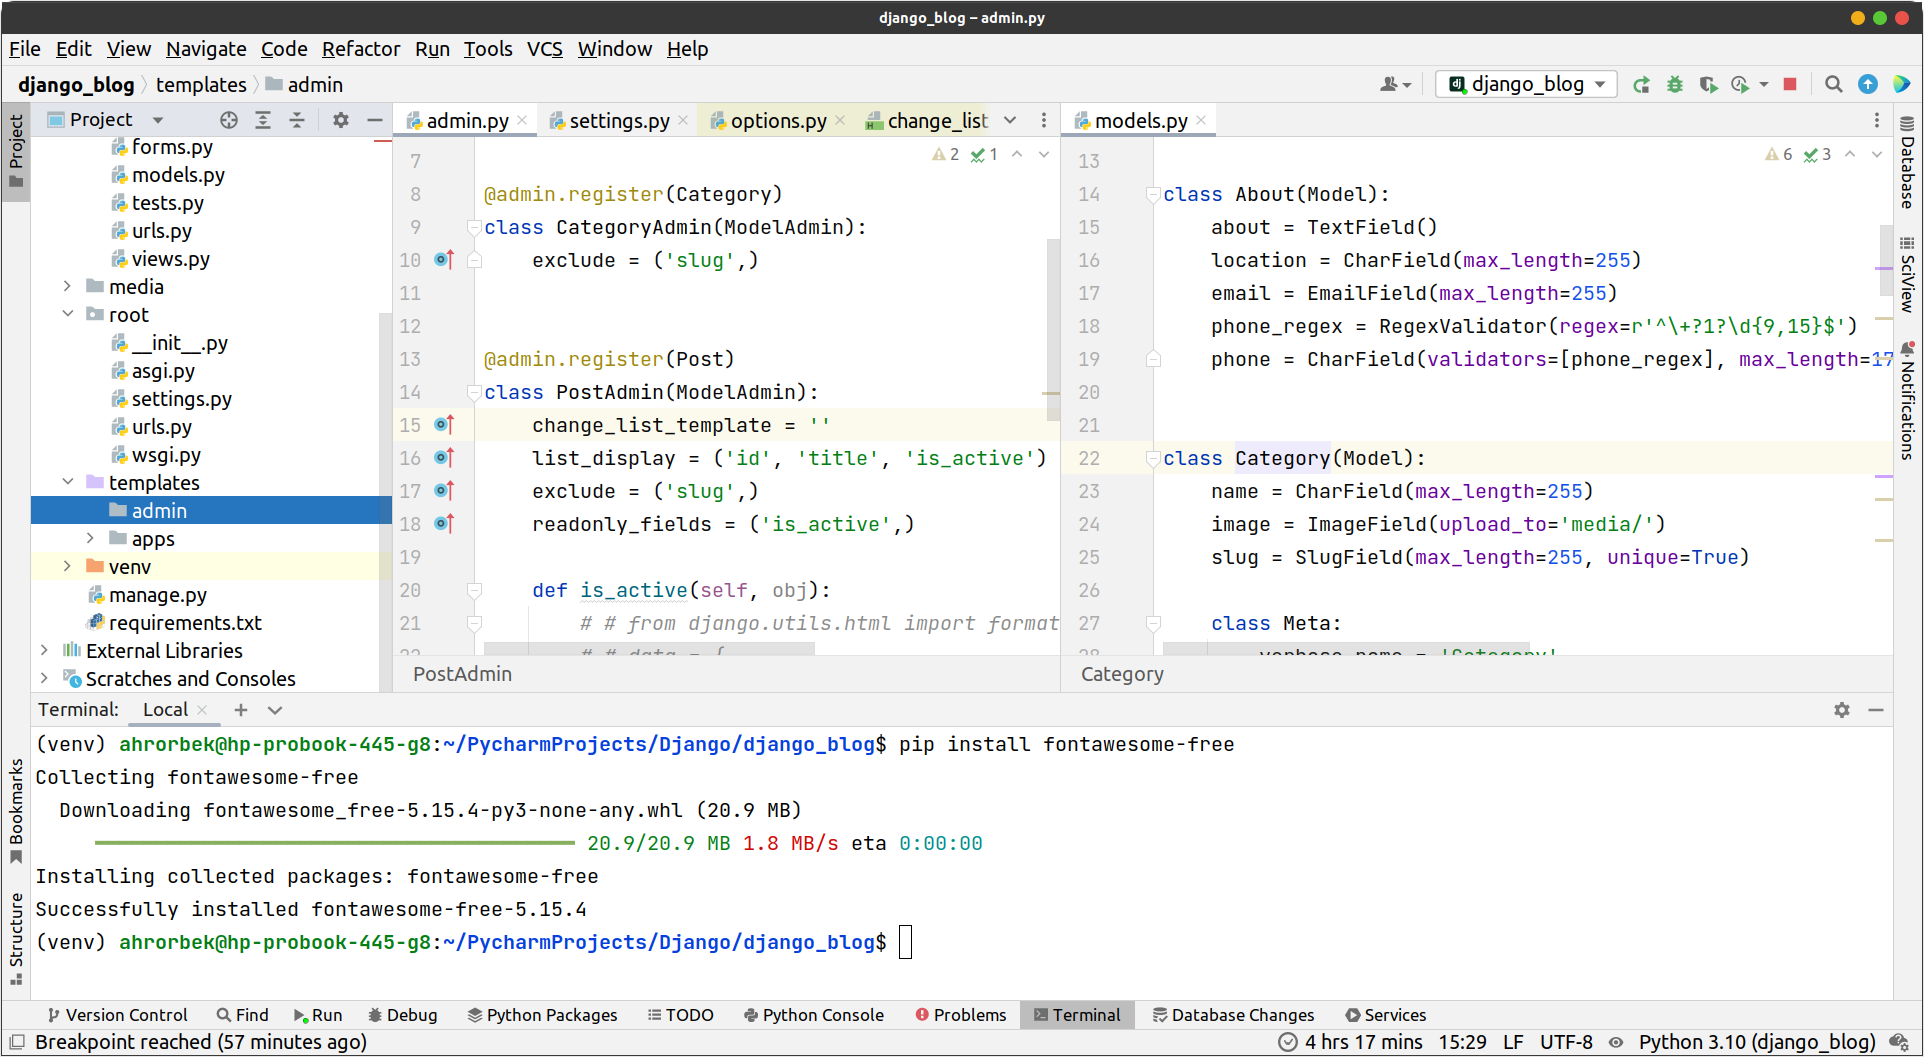 django_blog – admin.py
File Edit View Navigate Code Refactor Run Tools VCS Window Help
django_blog templates admin
django_blog
Project
Project
forms.py
models.py
tests.py
urls.py
views.py
media
root
__init__.py
asgi.py
settings.py
urls.py
wsgi.py
templates
admin
apps
venv
manage.py
requirements.txt
External Libraries
Scratches and Consoles
admin.py settings.py options.py change_list
2 1
7
8 @admin.register(Category)
9 class CategoryAdmin(ModelAdmin):
10 exclude = ('slug',)
11
12
13 @admin.register(Post)
14 class PostAdmin(ModelAdmin):
15 change_list_template = ''
16 list_display = ('id', 'title', 'is_active')
17 exclude = ('slug',)
18 readonly_fields = ('is_active',)
19
20 def is_active(self, obj):
21 # # from django.utils.html import format
22 # # data = {
PostAdmin
models.py
6 3
13
14 class About(Model):
15 about = TextField()
16 location = CharField(max_length=255)
17 email = EmailField(max_length=255)
18 phone_regex = RegexValidator(regex=r'^\+?1?\d{9,15}$')
19 phone = CharField(validators=[phone_regex], max_length=17
20
21
22 class Category(Model):
23 name = CharField(max_length=255)
24 image = ImageField(upload_to='media/')
25 slug = SlugField(max_length=255, unique=True)
26
27 class Meta:
28 verbose_name = 'Category'
Category
Database
SciView
Notifications
Bookmarks
Structure
Terminal: Local
(venv) ahrorbek@hp-probook-445-g8:~/PycharmProjects/Django/django_blog$ pip install fontawesome-free
Collecting fontawesome-free
Downloading fontawesome_free-5.15.4-py3-none-any.whl (20.9 MB)
20.9/20.9 MB 1.8 MB/s eta 0:00:00
Installing collected packages: fontawesome-free
Successfully installed fontawesome-free-5.15.4
(venv) ahrorbek@hp-probook-445-g8:~/PycharmProjects/Django/django_blog$
Version Control Find Run Debug Python Packages TODO Python Console Problems Terminal Database Changes Services
Breakpoint reached (57 minutes ago) 4 hrs 17 mins 15:29 LF UTF-8 Python 3.10 (django_blog)